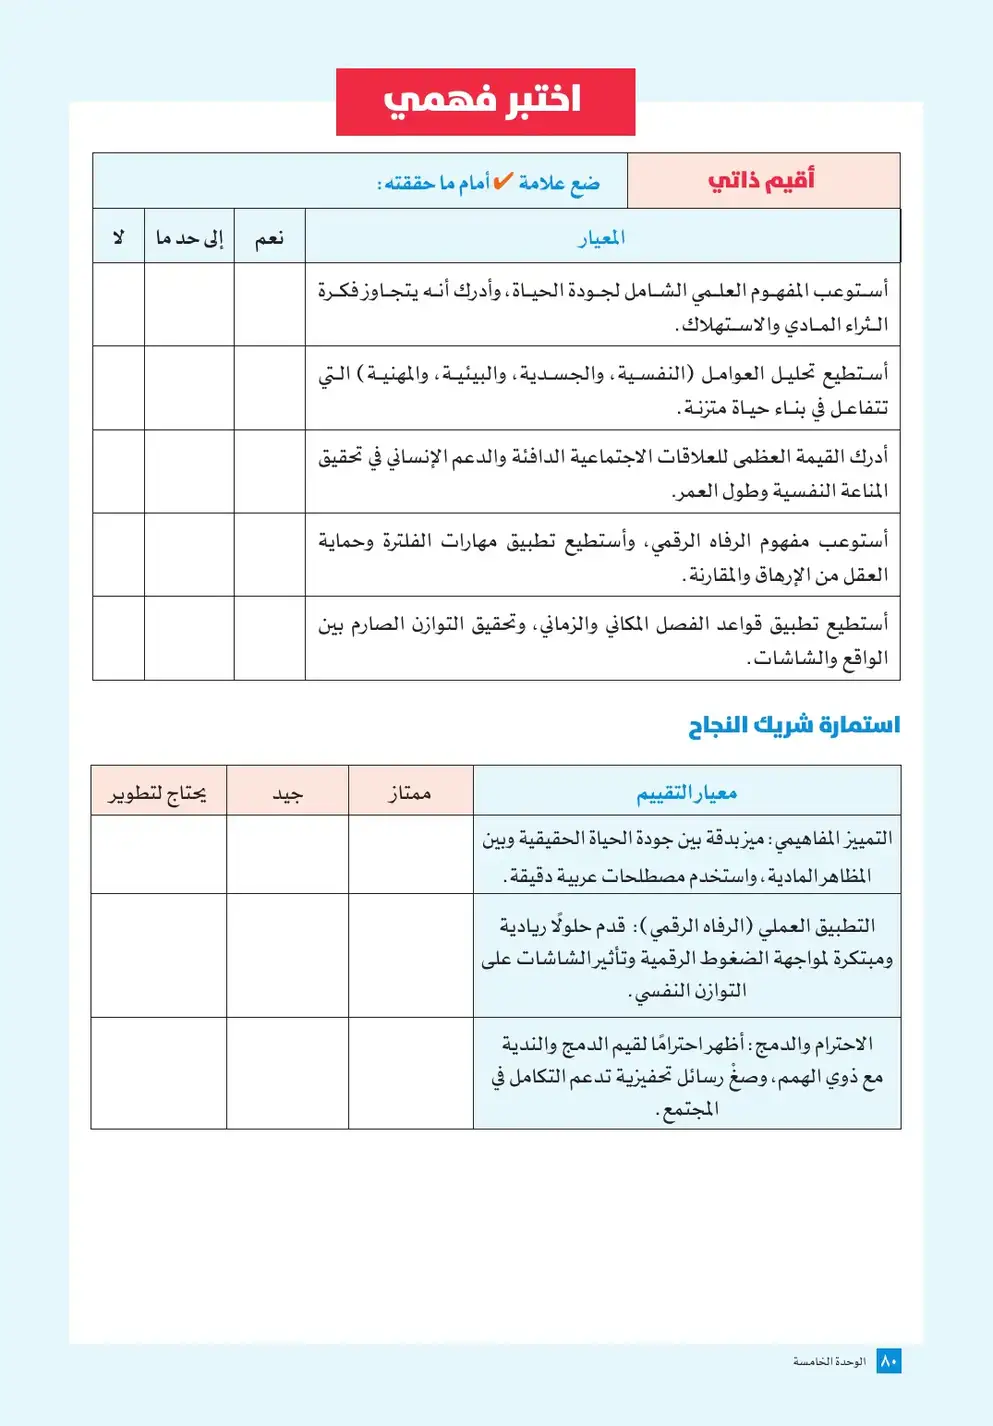 اختبر فهمي
أقيم ذاتي
ضع علامة ✔ أمام ما حققته:
المعيار
نعم
إلى حد ما
لا
أستوعب المفهوم العلمي الشامل لجودة الحياة، وأدرك أنه يتجاوز فكرة
الثراء المادي والاستهلاك.
أستطيع تحليل العوامل (النفسية، والجسدية، والبيئية، والمهنية) التي
تتفاعل في بناء حياة متزنة.
أدرك القيمة العظمى للعلاقات الاجتماعية الدافئة والدعم الإنساني في تحقيق
المناعة النفسية وطول العمر.
أستوعب مفهوم الرفاه الرقمي، وأستطيع تطبيق مهارات الفلترة وحماية
العقل من الإرهاق والمقارنة.
أستطيع تطبيق قواعد الفصل المكاني والزماني، وتحقيق التوازن الصارم بين
الواقع والشاشات.
استمارة شريك النجاح
معيار التقييم
ممتاز
جيد
يحتاج لتطوير
التمييز المفاهيمي: ميز بدقة بين جودة الحياة الحقيقية وبين
المظاهر المادية، واستخدم مصطلحات عربية دقيقة.
التطبيق العملي (الرفاه الرقمي): قدم حلولًا ريادية
ومبتكرة لمواجهة الضغوط الرقمية وتأثير الشاشات على
التوازن النفسي.
الاحترام والدمج: أظهر احترامًا لقيم الدمج والندية
مع ذوي الهمم، وصغْ رسائل تحفيزية تدعم التكامل في
المجتمع.
٨٠
الوحدة الخامسة